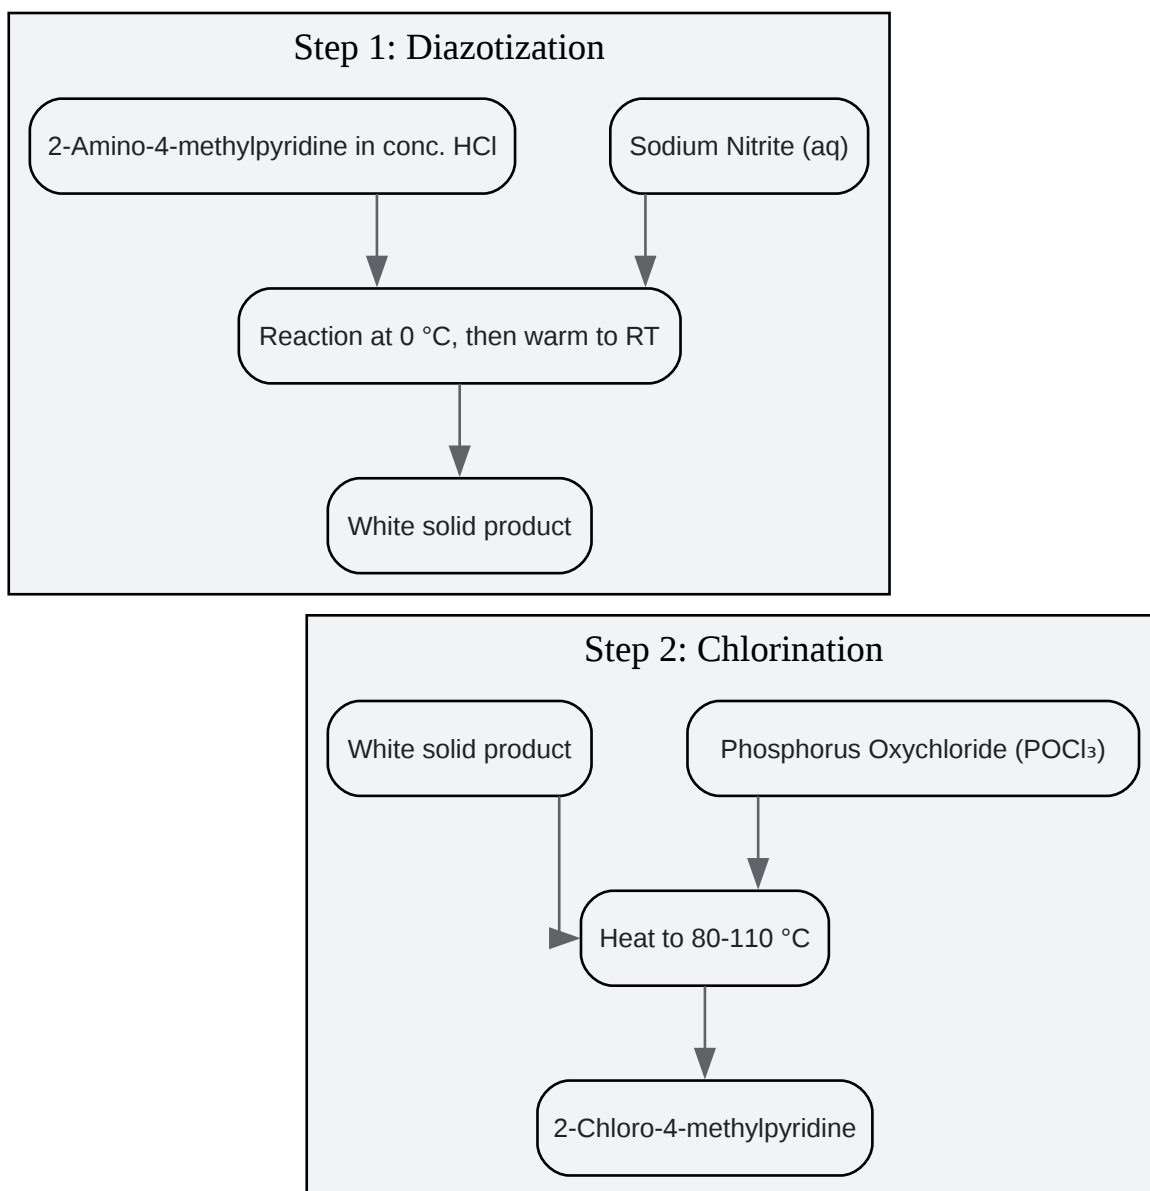 Step 1: Diazotization
2-Amino-4-methylpyridine in conc. HCl
Sodium Nitrite (aq)
Reaction at 0 °C, then warm to RT
White solid product
Step 2: Chlorination
White solid product
Phosphorus Oxychloride (POCl₃)
Heat to 80-110 °C
2-Chloro-4-methylpyridine